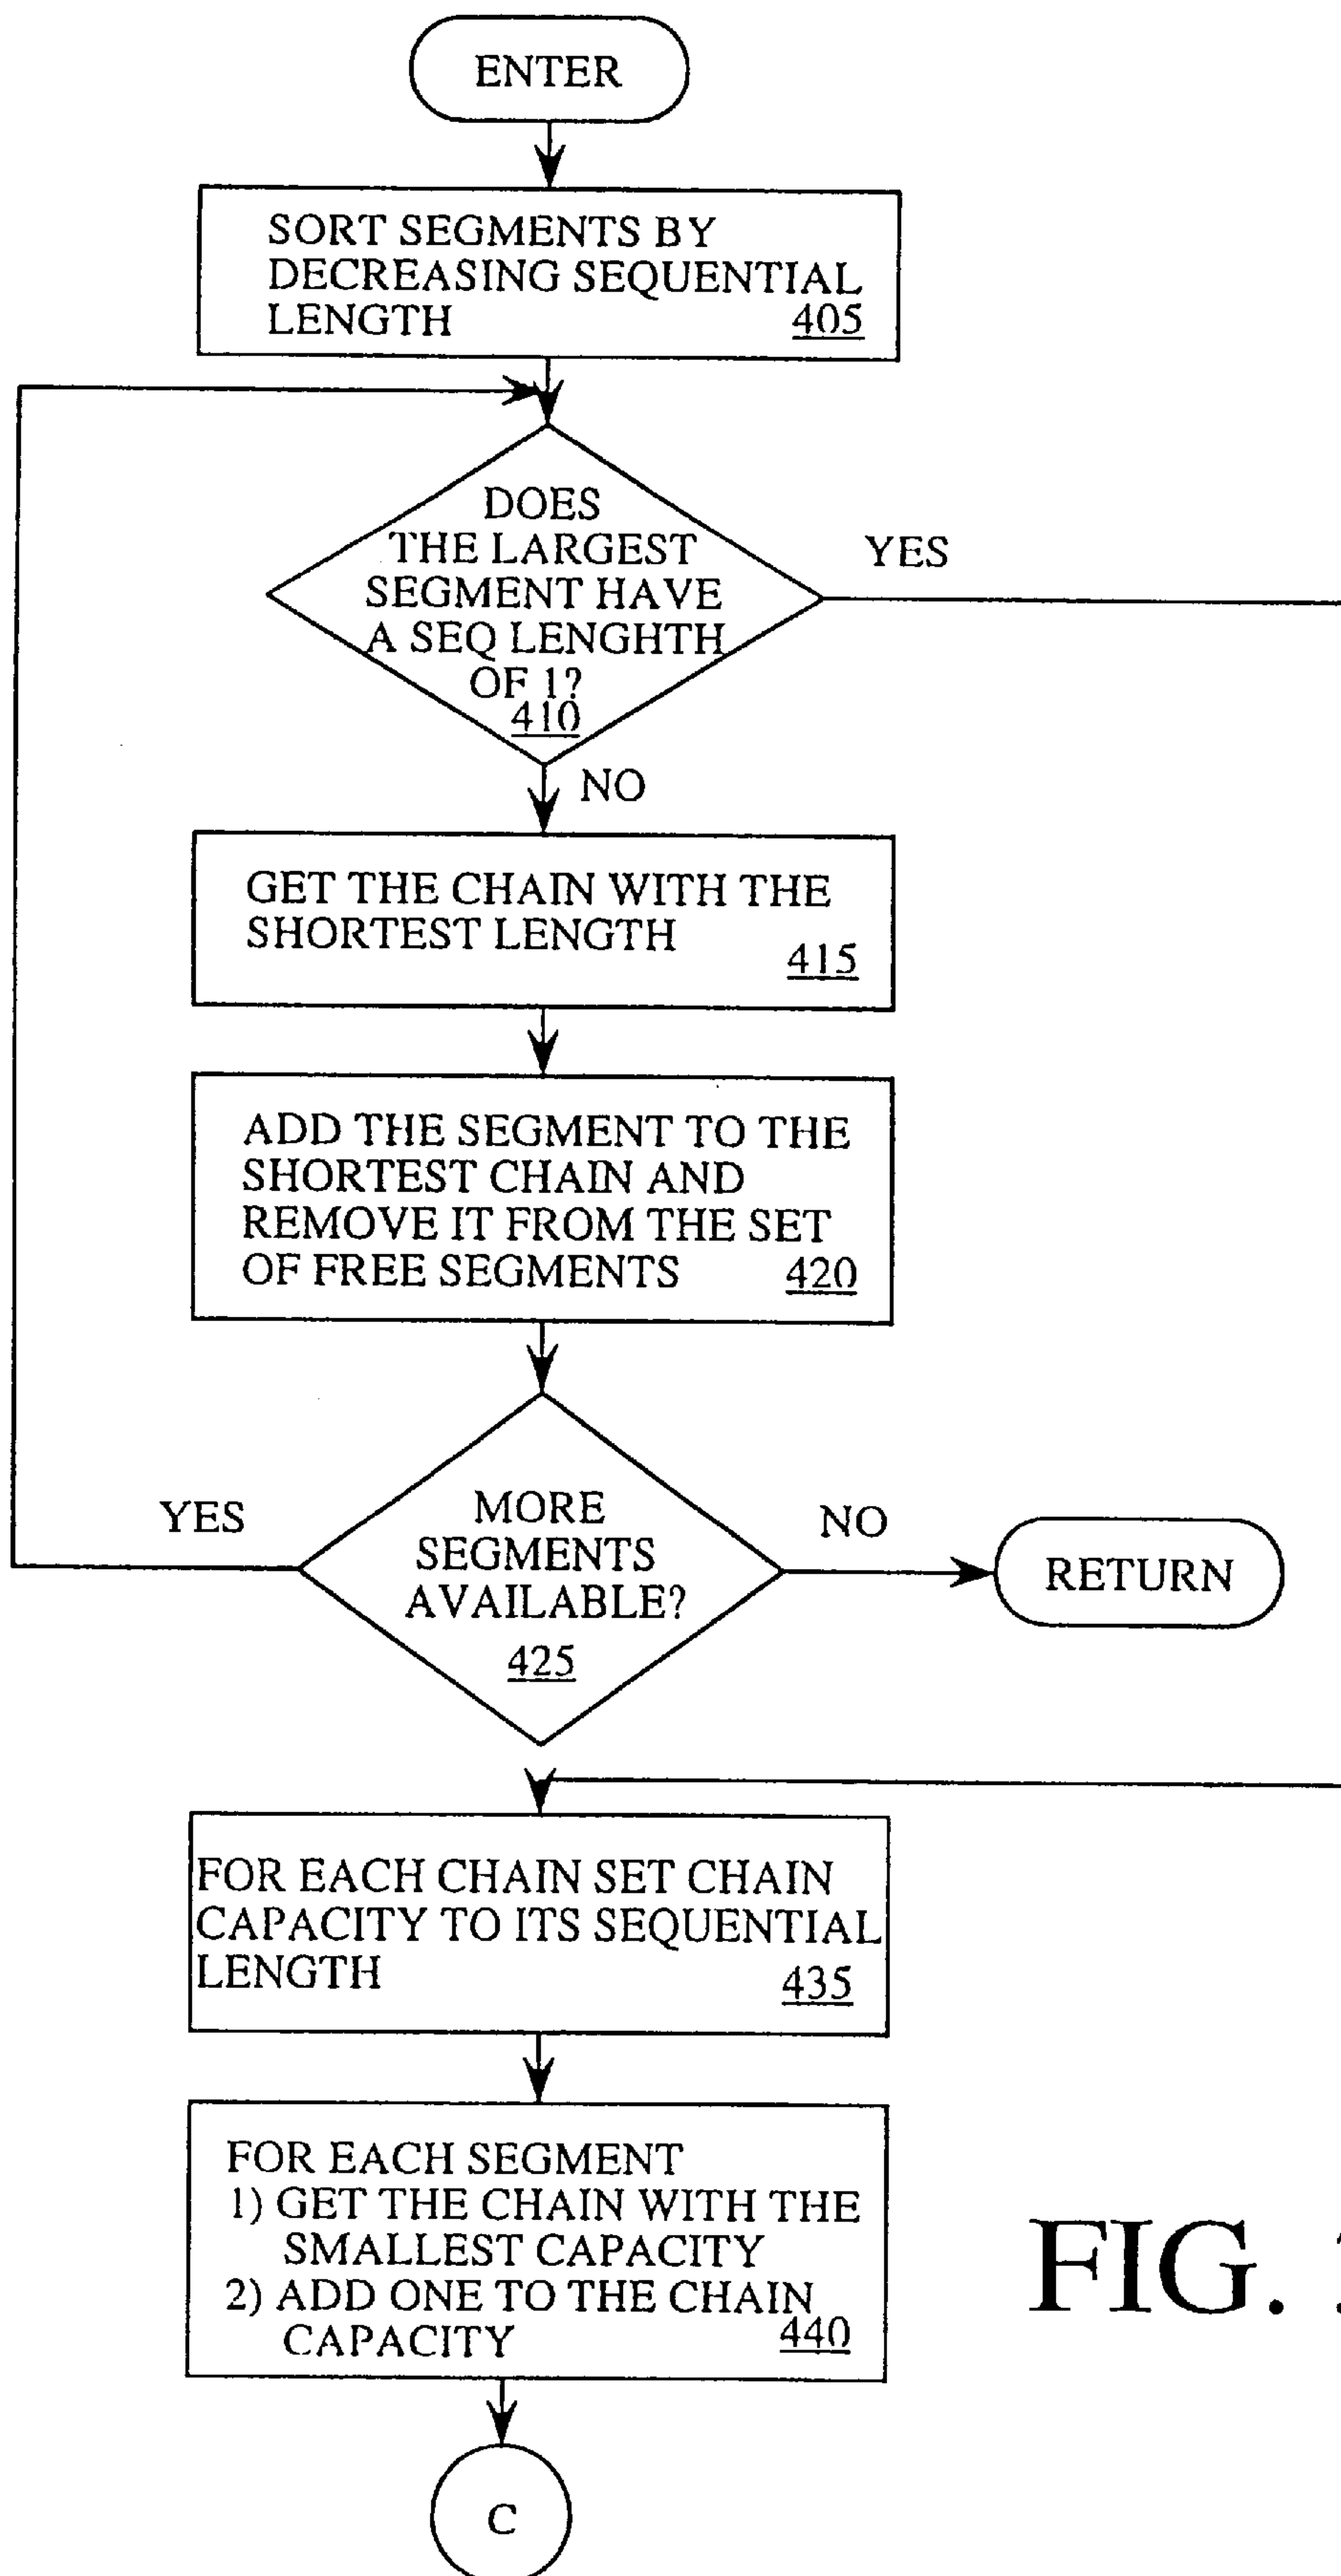 ENTER
SORT SEGMENTS BY
DECREASING SEQUENTIAL
LENGTH 405
DOES
THE LARGEST
SEGMENT HAVE
A SEQ LENGHTH
OF 1?
410
YES
NO
GET THE CHAIN WITH THE
SHORTEST LENGTH
415
ADD THE SEGMENT TO THE
SHORTEST CHAIN AND
REMOVE IT FROM THE SET
OF FREE SEGMENTS 420
YES
MORE
SEGMENTS
AVAILABLE?
425
NO
RETURN
FOR EACH CHAIN SET CHAIN
CAPACITY TO ITS SEQUENTIAL
LENGTH 435
FOR EACH SEGMENT
1) GET THE CHAIN WITH THE
SMALLEST CAPACITY
2) ADD ONE TO THE CHAIN
CAPACITY 440
FIG.
C